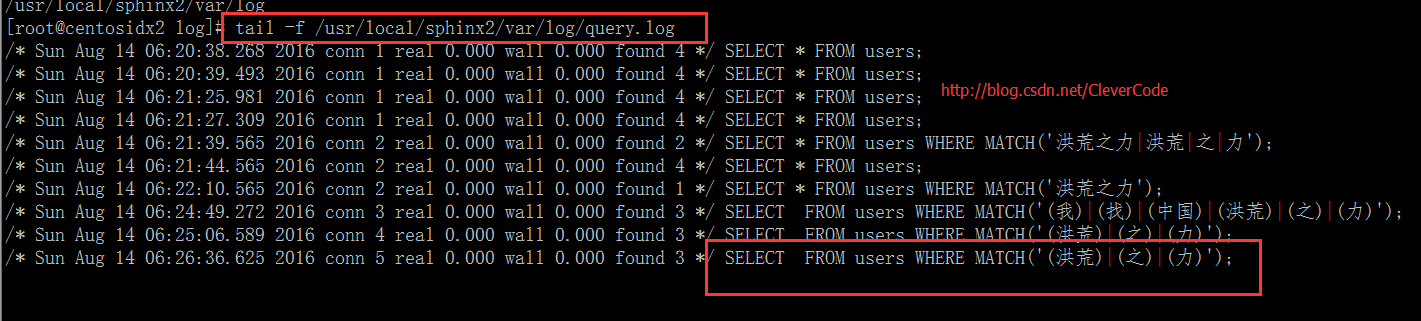 /usr/local/sphinx2/var/log
[root@centosidx2 log]# tail -f /usr/local/sphinx2/var/log/query.log
/* Sun Aug 14 06:20:38.268 2016 conn 1 real 0.000 wall 0.000 found 4 */ SELECT * FROM users;
/* Sun Aug 14 06:20:39.493 2016 conn 1 real 0.000 wall 0.000 found 4 */ SELECT * FROM users;
/* Sun Aug 14 06:21:25.981 2016 conn 1 real 0.000 wall 0.000 found 4 */ SELECT * FROM users;
http://blog.csdn.net/CleverCode
/* Sun Aug 14 06:21:27.309 2016 conn 1 real 0.000 wall 0.000 found 4 */ SELECT * FROM users;
/* Sun Aug 14 06:21:39.565 2016 conn 2 real 0.000 wall 0.000 found 2 */ SELECT * FROM users WHERE MATCH('洪荒之力|洪荒|之|力');
/* Sun Aug 14 06:21:44.565 2016 conn 2 real 0.000 wall 0.000 found 4 */ SELECT * FROM users;
/* Sun Aug 14 06:22:10.565 2016 conn 2 real 0.000 wall 0.000 found 1 */ SELECT * FROM users WHERE MATCH('洪荒之力');
/* Sun Aug 14 06:24:49.272 2016 conn 3 real 0.000 wall 0.000 found 3 */ SELECT  FROM users WHERE MATCH('(我)|(找)|(中国)|(洪荒)|(之)|(力)');
/* Sun Aug 14 06:25:06.589 2016 conn 4 real 0.000 wall 0.000 found 3 */ SELECT  FROM users WHERE MATCH('(洪荒)|(之)|(力)');
/* Sun Aug 14 06:26:36.625 2016 conn 5 real 0.000 wall 0.000 found 3 */ SELECT  FROM users WHERE MATCH('(洪荒)|(之)|(力)');